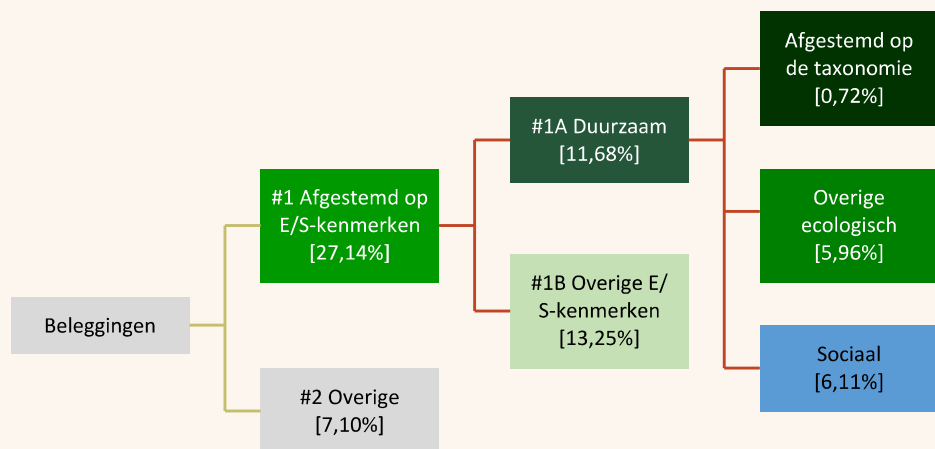 Beleggingen
#1 Afgestemd op
E/S-kenmerken
[27,14%]
#2 Overige
[7,10%]
#1A Duurzaam
[11,68%]
#1B Overige E/
S-kenmerken
[13,25%]
Afgestemd op
de taxonomie
[0,72%]
Overige
ecologisch
[5,96%]
Sociaal
[6,11%]